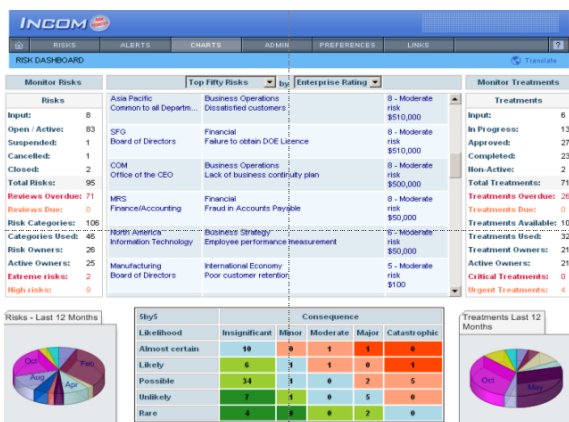 INCOM
RISKS ALERTS CHARTS ADMIN PREFERENCES LINKS ?
RISK DASHBOARD Translate
Monitor Risks Top Fifty Risks by Enterprise Rating Monitor Treatments
Risks
Input: 8
Open / Active: 83
Suspended: 1
Cancelled: 1
Closed: 2
Total Risks: 95
Reviews Overdue: 71
Reviews Due: 0
Risk Categories: 106
Categories Used: 46
Risk Owners: 26
Active Owners: 25
Extreme risks: 2
High risks: 9
Asia Pacific Business Operations 8 - Moderate
Common to all Departm... Dissatisfied customers risk
$510,000
SFG Financial 8 - Moderate
Board of Directors Failure to obtain DOE Licence risk
$510,000
COM Business Operations 8 - Moderate
Office of the CEO Lack of business continuity plan risk
$500,000
MRS Financial 8 - Moderate
Finance/Accounting Fraud in Accounts Payable risk
$50,000
North America Business Strategy 6 - Moderate
Information Technology Employee performance measurement risk
$50,000
Manufacturing International Economy 5 - Moderate
Board of Directors Poor customer retention risk
$100
Treatments
Input: 6
In Progress: 13
Approved: 27
Completed: 23
Non-Active: 2
Total Treatments: 71
Treatments Overdue: 26
Treatments Due: 0
Treatments Available: 10
Treatments Used: 32
Treatment Owners: 21
Active Owners: 21
Critical Treatments: 0
Urgent Treatments: 4
Risks - Last 12 Months
Oct Feb
Aug Apr
5by5 Consequence
Likelihood Insignificant Minor Moderate Major Catastrophic
Almost certain 10 0 1 1 0
Likely 6 1 1 0 1
Possible 34 1 0 2 5
Unlikely 7 1 0 5 0
Rare 4 0 0 2 0
Treatments Last 12
Months
Oct May